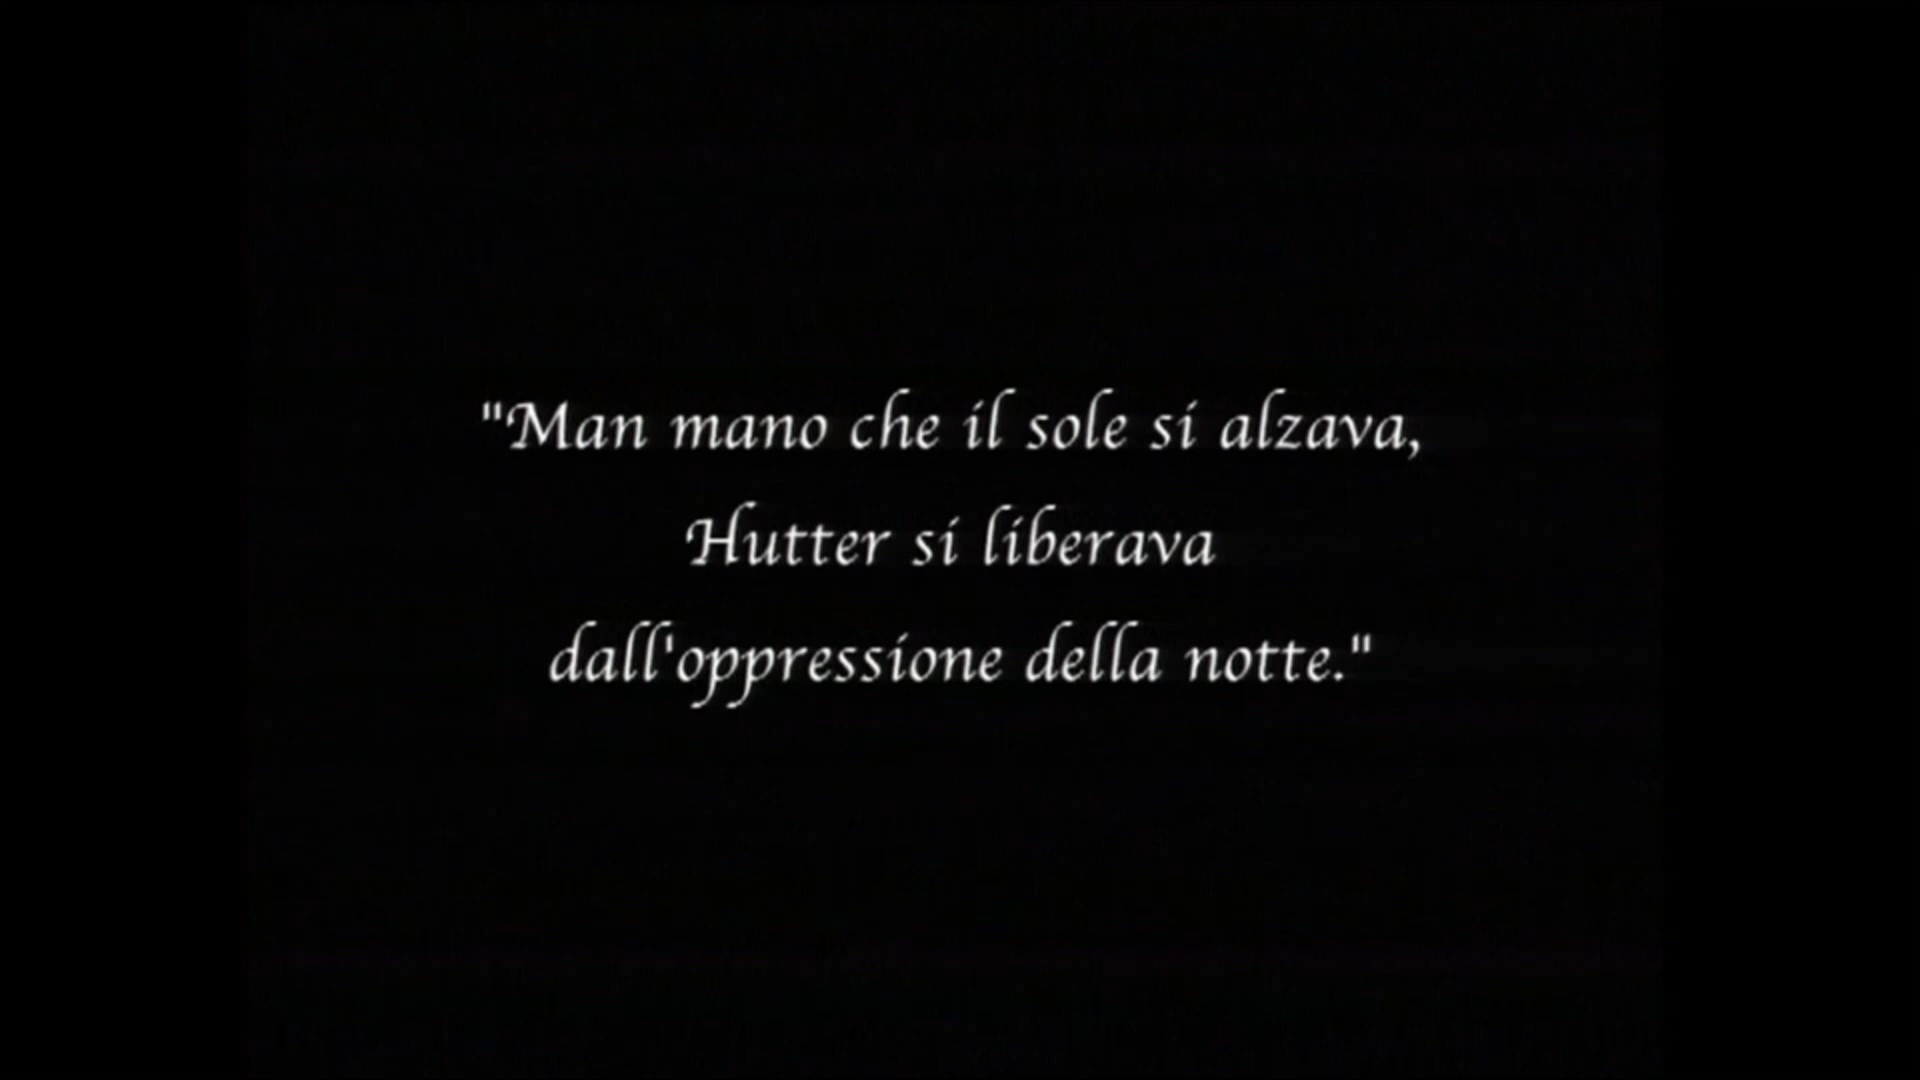 "Man mano che il sole si alzava,
Hutter si liberava
dall'oppressione della notte."